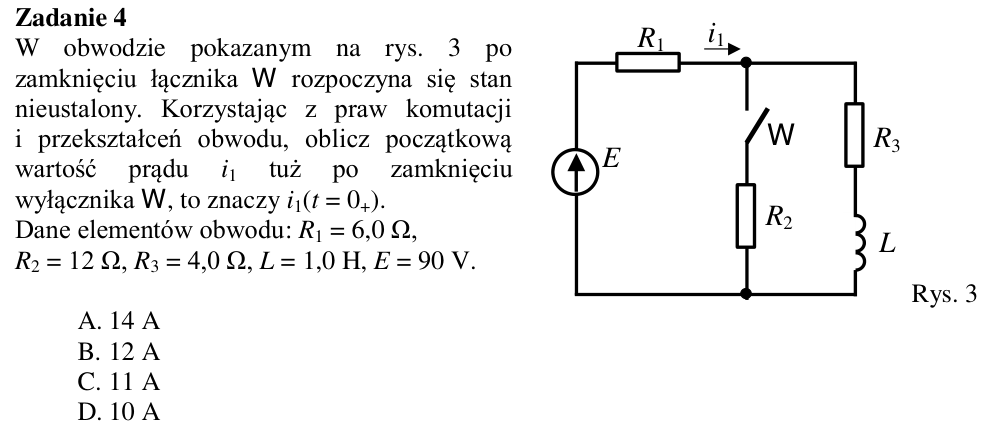 Zadanie 4
W obwodzie pokazanym na rys. 3 po
zamknięciu łącznika W rozpoczyna się stan
nieustalony. Korzystając z praw komutacji
i przekształceń obwodu, oblicz początkową
wartość prądu i₁ tuż po zamknięciu
wyłącznika W, to znaczy i₁(t = 0₊).
Dane elementów obwodu: R₁ = 6,0 Ω,
R₂ = 12 Ω, R₃ = 4,0 Ω, L = 1,0 H, E = 90 V.
A. 14 A
B. 12 A
C. 11 A
D. 10 A
R₁
i₁
W
R₃
E
R₂
L
Rys. 3